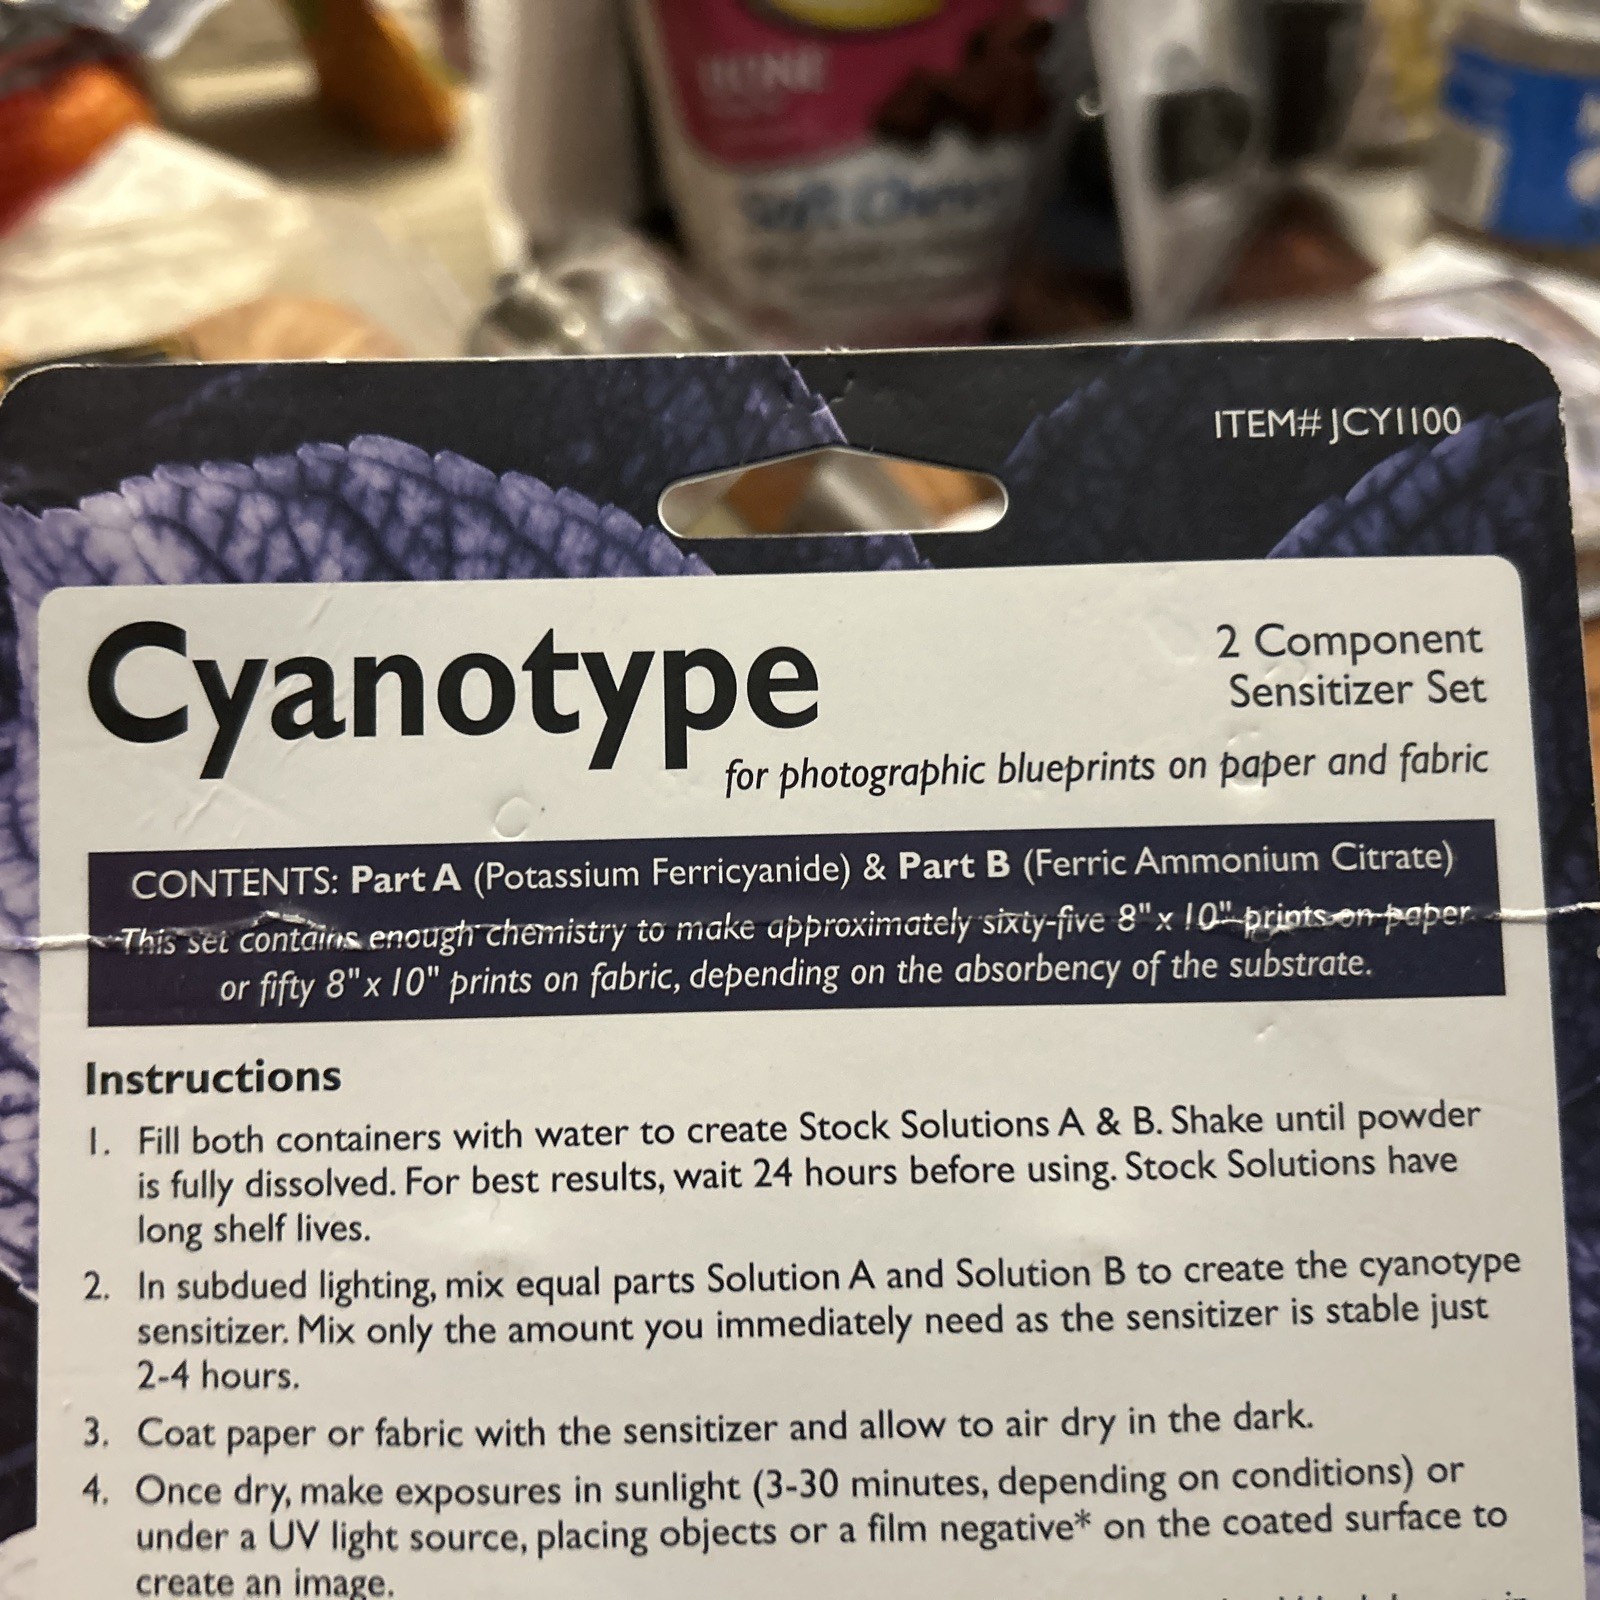 Soft Chews
ITEM# JCY1100
Cyanotype
2 Component
Sensitizer Set
for photographic blueprints on paper and fabric
CONTENTS: Part A (Potassium Ferricyanide) & Part B (Ferric Ammonium Citrate)
This set contains enough chemistry to make approximately sixty-five 8" x 10" prints on paper
or fifty 8" x 10" prints on fabric, depending on the absorbency of the substrate.
Instructions
1. Fill both containers with water to create Stock Solutions A & B. Shake until powder
is fully dissolved. For best results, wait 24 hours before using. Stock Solutions have
long shelf lives.
2. In subdued lighting, mix equal parts Solution A and Solution B to create the cyanotype
sensitizer. Mix only the amount you immediately need as the sensitizer is stable just
2-4 hours.
3. Coat paper or fabric with the sensitizer and allow to air dry in the dark.
4. Once dry, make exposures in sunlight (3-30 minutes, depending on conditions) or
under a UV light source, placing objects or a film negative* on the coated surface to
create an image.